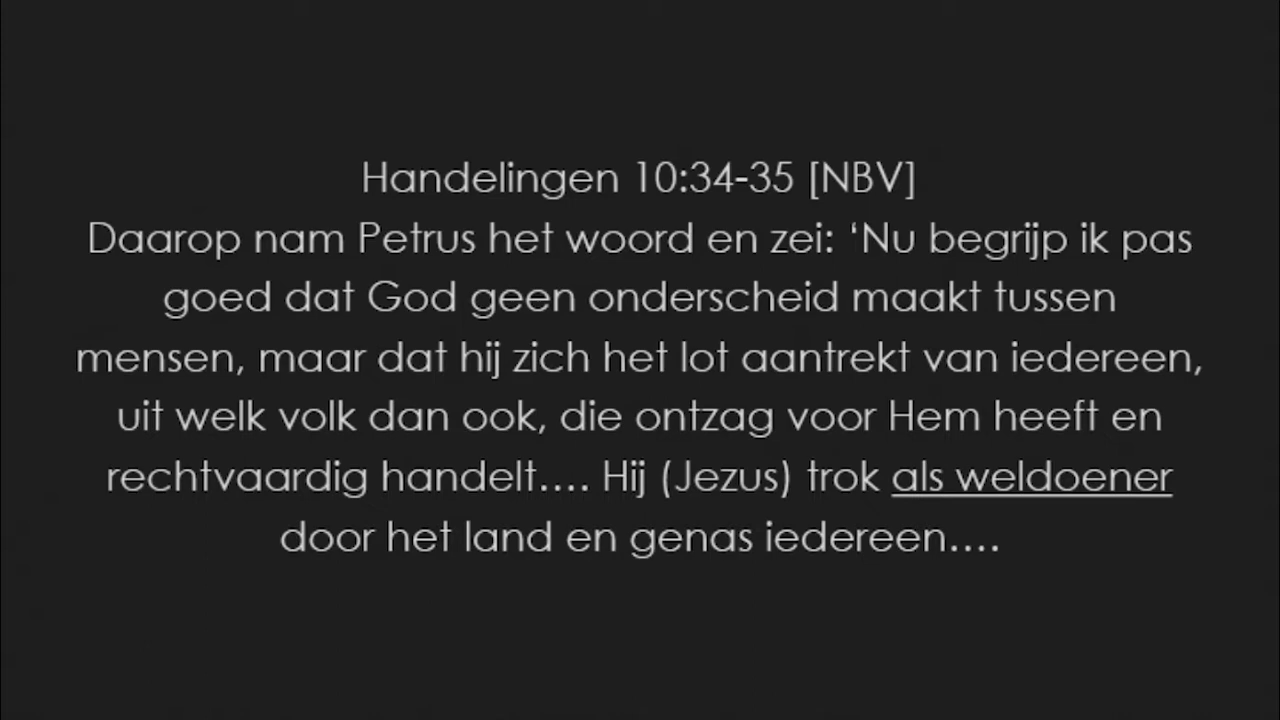 Handelingen 10:34-35 [NBV]
Daarop nam Petrus het woord en zei: ‘Nu begrijp ik pas
goed dat God geen onderscheid maakt tussen
mensen, maar dat hij zich het lot aantrekt van iedereen,
uit welk volk dan ook, die ontzag voor Hem heeft en
rechtvaardig handelt.... Hij (Jezus) trok als weldoener
door het land en genas iedereen....